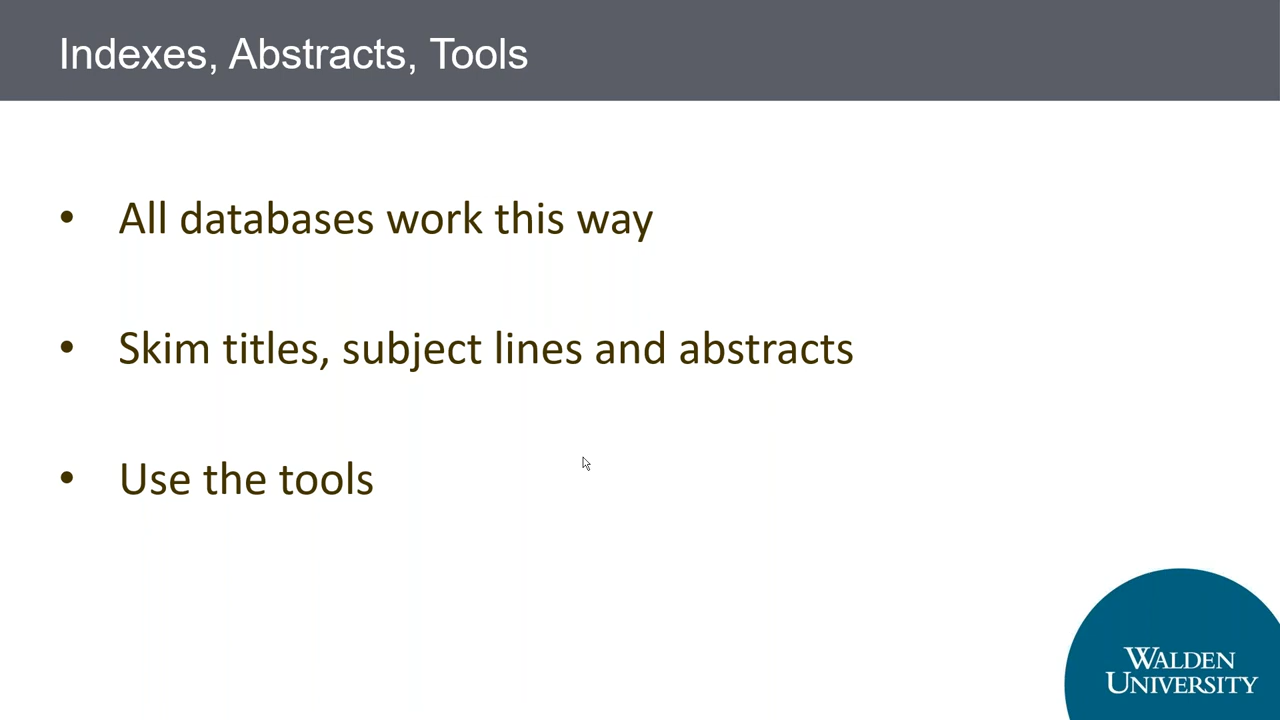 Indexes, Abstracts, Tools
• All databases work this way
• Skim titles, subject lines and abstracts
• Use the tools
WALDEN
UNIVERSITY